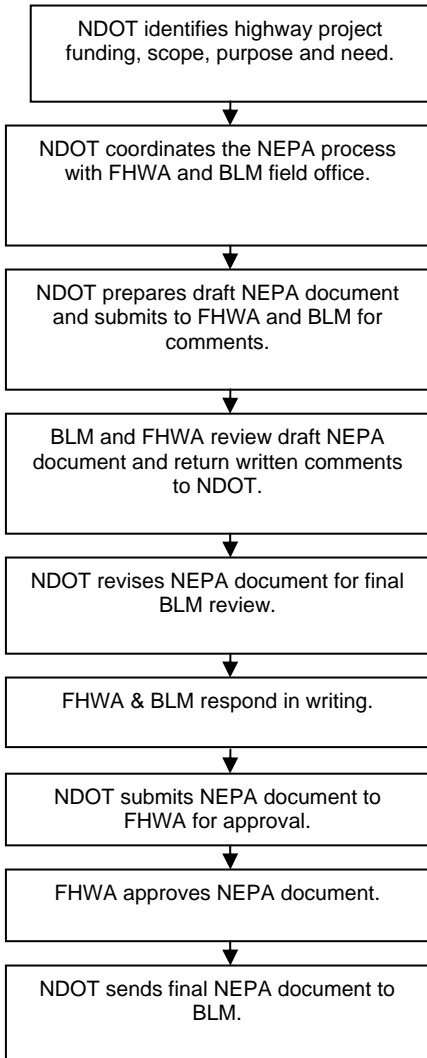 NDOT identifies highway project
funding, scope, purpose and need.
NDOT coordinates the NEPA process
with FHWA and BLM field office.
NDOT prepares draft NEPA document
and submits to FHWA and BLM for
comments.
BLM and FHWA review draft NEPA
document and return written comments
to NDOT.
NDOT revises NEPA document for final
BLM review.
FHWA & BLM respond in writing.
NDOT submits NEPA document to
FHWA for approval.
FHWA approves NEPA document.
NDOT sends final NEPA document to
BLM.